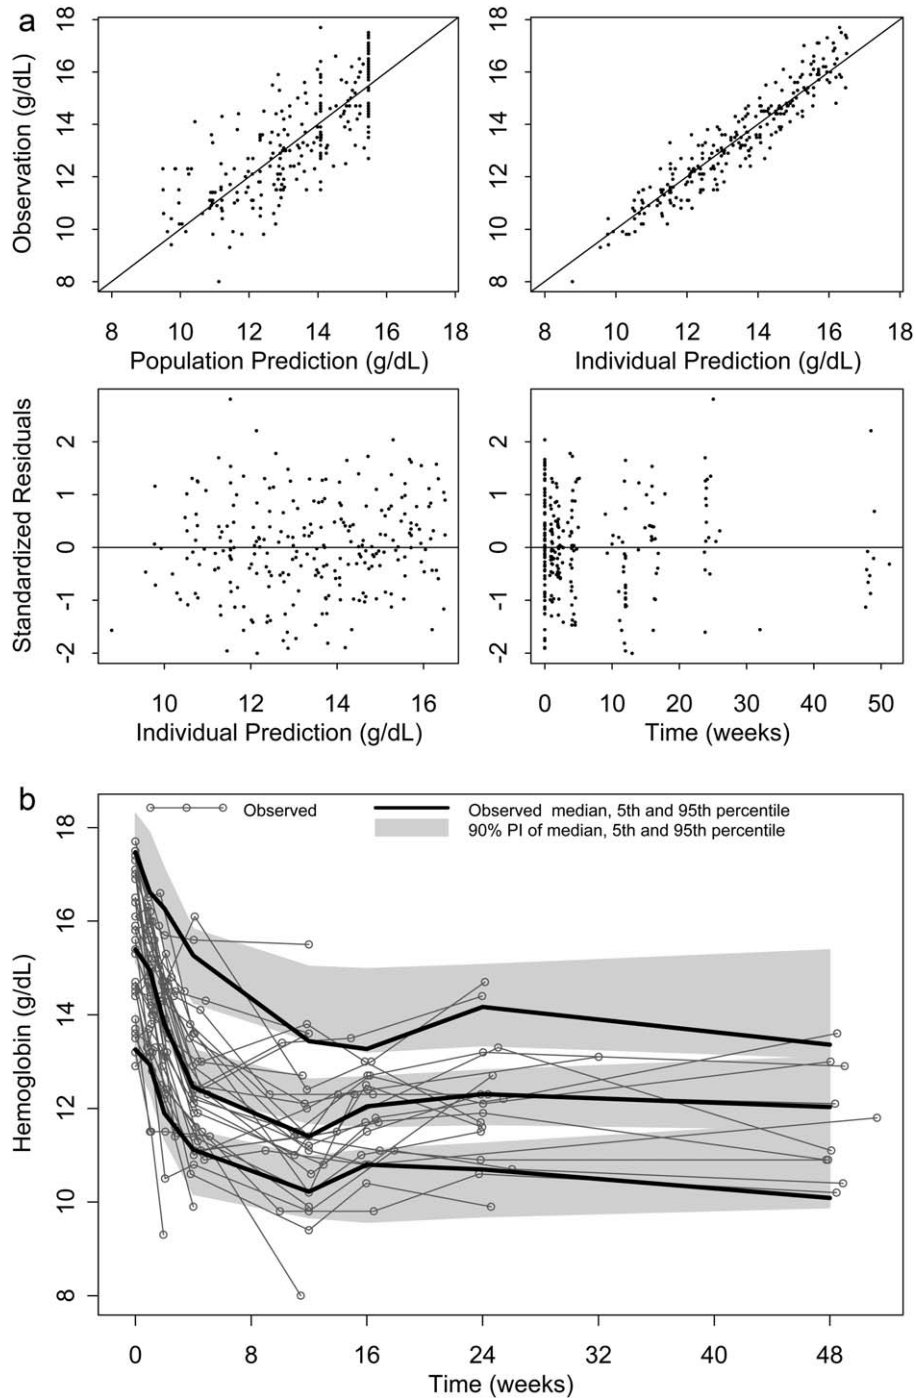 a
18
16
14
12
10
8
Observation (g/dL)
8 10 12 14 16 18
Population Prediction (g/dL)
18
16
14
12
10
8
8 10 12 14 16 18
Individual Prediction (g/dL)
2
1
0
-1
-2
Standardized Residuals
10 12 14 16
Individual Prediction (g/dL)
2
1
0
-1
-2
0 10 20 30 40 50
Time (weeks)
b
Observed
Observed median, 5th and 95th percentile
90% PI of median, 5th and 95th percentile
18
16
14
12
10
8
Hemoglobin (g/dL)
0 8 16 24 32 40 48
Time (weeks)